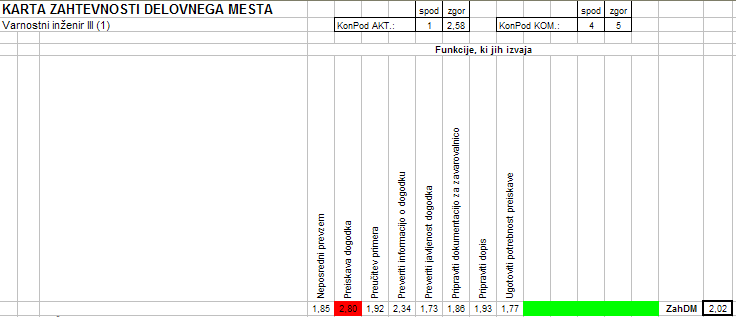 KARTA ZAHTEVNOSTI DELOVNEGA MESTA
spod zgor spod zgor
Varnostni inženir III (1) KonPod AKT.: 1 2,58 KonPod KOM.: 4 5
Funkcije, ki jih izvaja
Neposredni prevzem
Preiskava dogodka
Preučitev primera
Preveriti informacijo o dogodku
Preveriti javljenost dogodka
Pripraviti dokumentacijo za zavarovalnico
Pripraviti dopis
Ugotoviti potrebnost preiskave
1,85 2,80 1,92 2,34 1,73 1,86 1,93 1,77 ZahDM 2,02